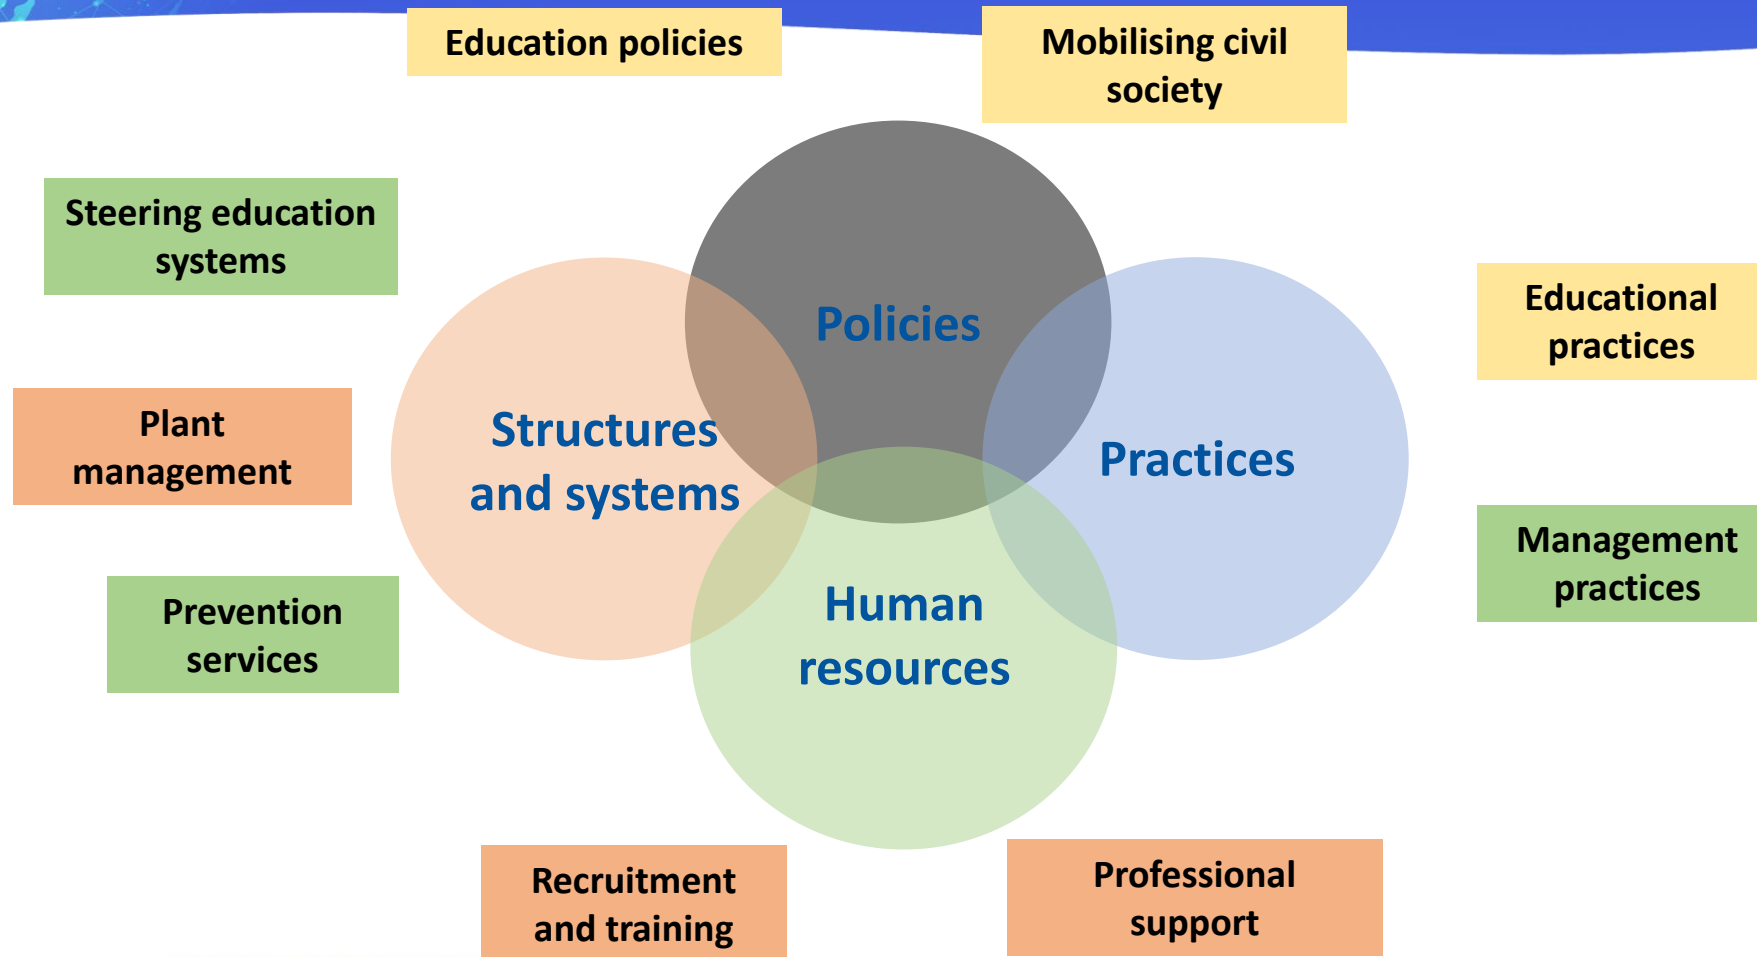 Education policies
Mobilising civil
society
Steering education
systems
Policies
Educational
practices
Plant
management
Structures
and systems
Practices
Management
practices
Prevention
services
Human
resources
Recruitment
and training
Professional
support